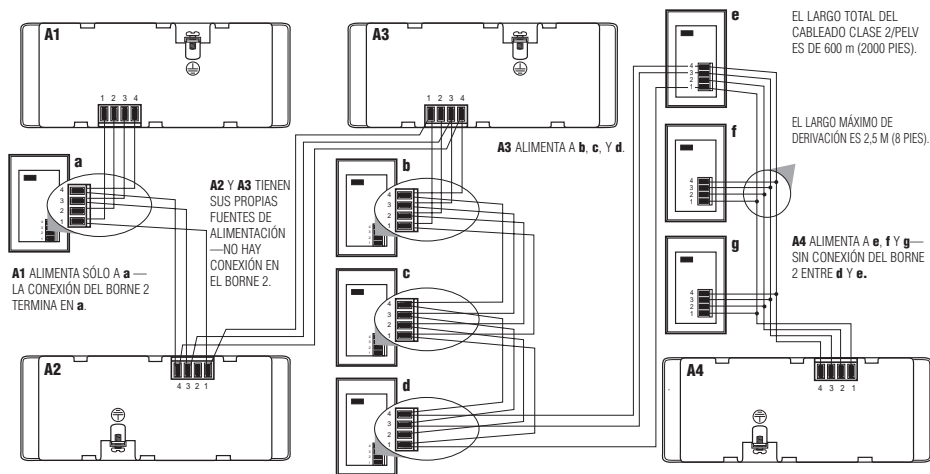 A1
1 2 3 4
a
4
3
2
1
A1 ALIMENTA SÓLO A a —
LA CONEXIÓN DEL BORNE 2
TERMINA EN a.
A2 Y A3 TIENEN
SUS PROPIAS
FUENTES DE
ALIMENTACIÓN
—NO HAY
CONEXIÓN EN
EL BORNE 2.
A2
4 3 2 1
A3
1 2 3 4
A3 ALIMENTA A b, c, Y d.
b
4
3
2
1
c
4
3
2
1
d
4
3
2
1
e
4
3
2
1
EL LARGO TOTAL DEL
CABLEADO CLASE 2/PELV
ES DE 600 m (2000 PIES).
f
4
3
2
1
EL LARGO MÁXIMO DE
DERIVACIÓN ES 2,5 M (8 PIES).
g
4
3
2
1
A4 ALIMENTA A e, f Y g—
SIN CONEXIÓN DEL BORNE
2 ENTRE d Y e.
A4
4 3 2 1